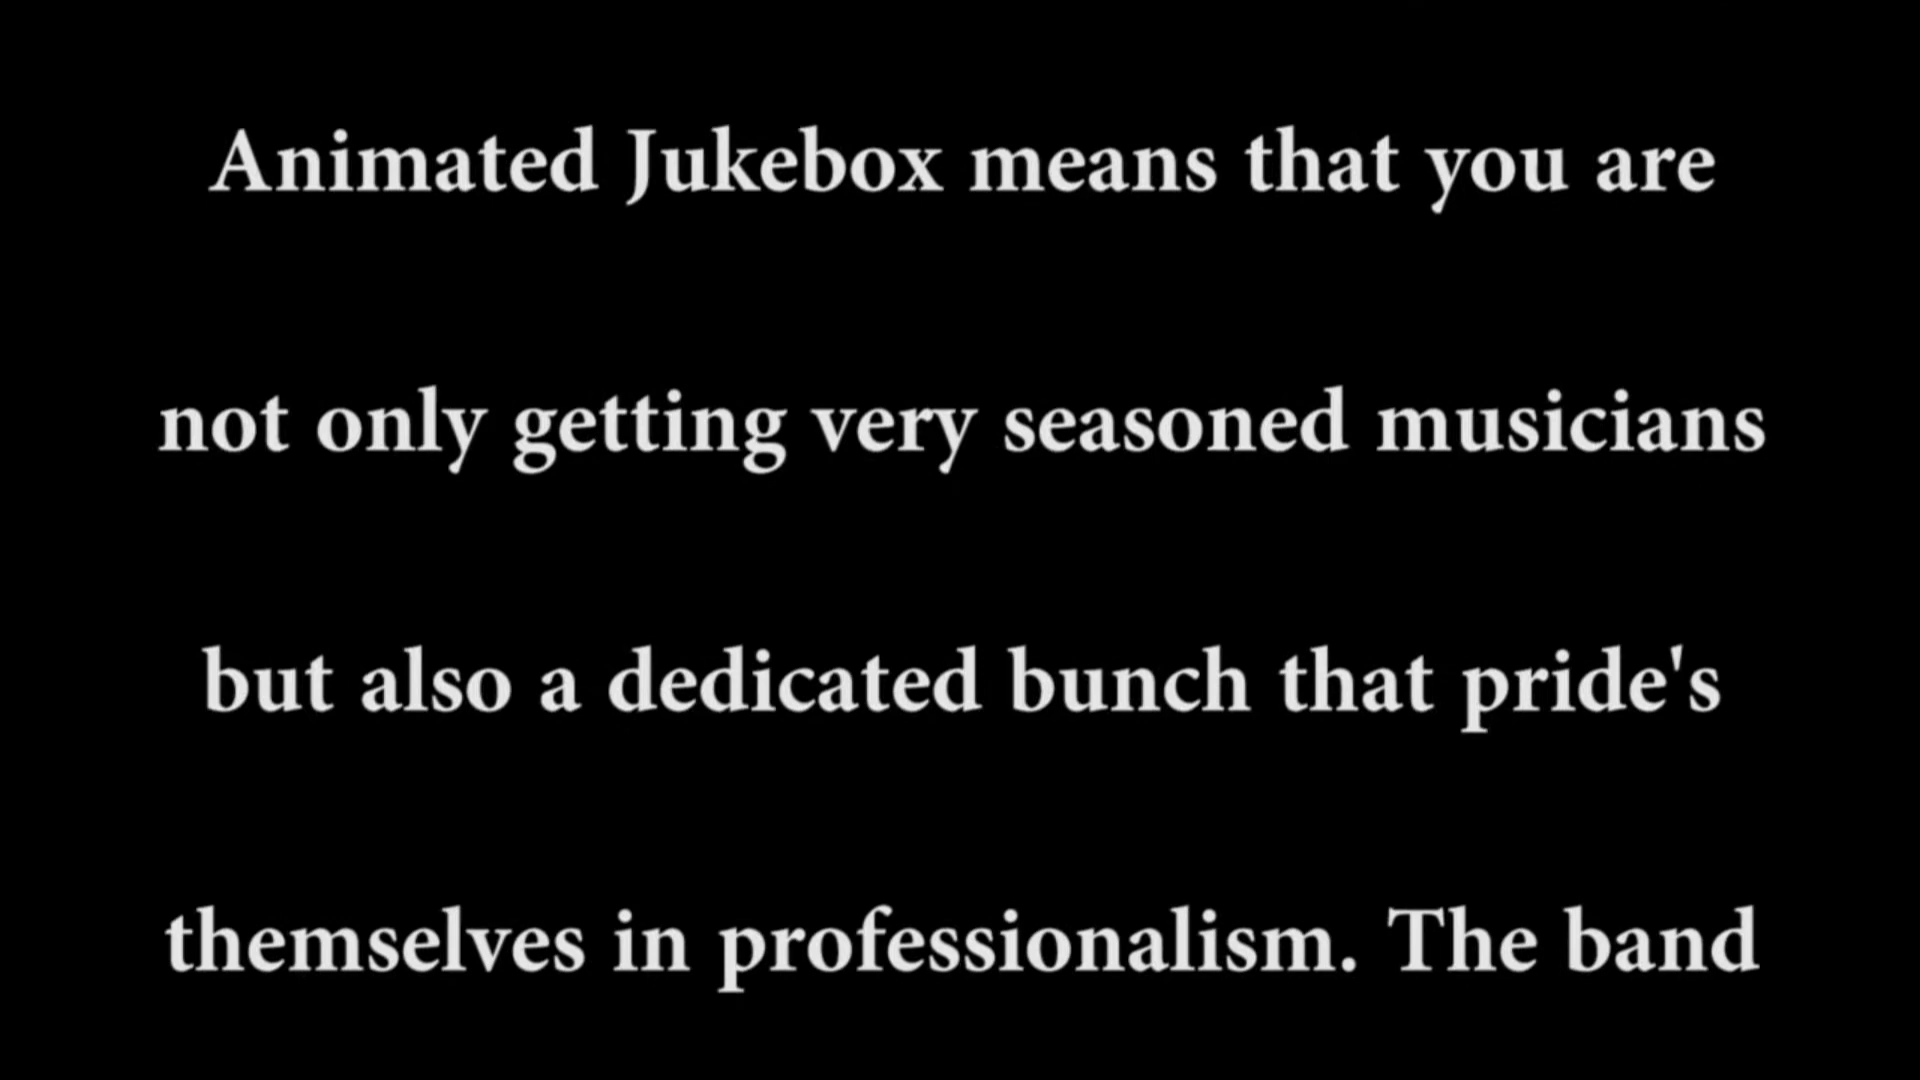 Animated Jukebox means that you are
not only getting very seasoned musicians
but also a dedicated bunch that pride's
themselves in professionalism. The band